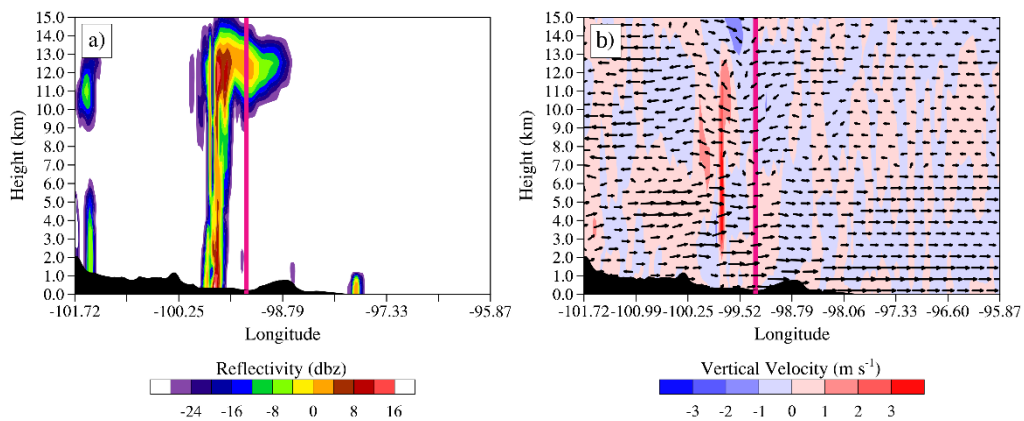 a)
15.0
14.0
13.0
12.0
11.0
10.0
9.0
8.0
7.0
6.0
5.0
4.0
3.0
2.0
1.0
0.0
Height (km)
-101.72 -100.25 -98.79 -97.33 -95.87
Longitude
Reflectivity (dbz)
-24 -16 -8 0 8 16
b)
15.0
14.0
13.0
12.0
11.0
10.0
9.0
8.0
7.0
6.0
5.0
4.0
3.0
2.0
1.0
0.0
Height (km)
-101.72 -100.99 -100.25 -99.52 -98.79 -98.06 -97.33 -96.60 -95.87
Longitude
Vertical Velocity (m s⁻¹)
-3 -2 -1 0 1 2 3